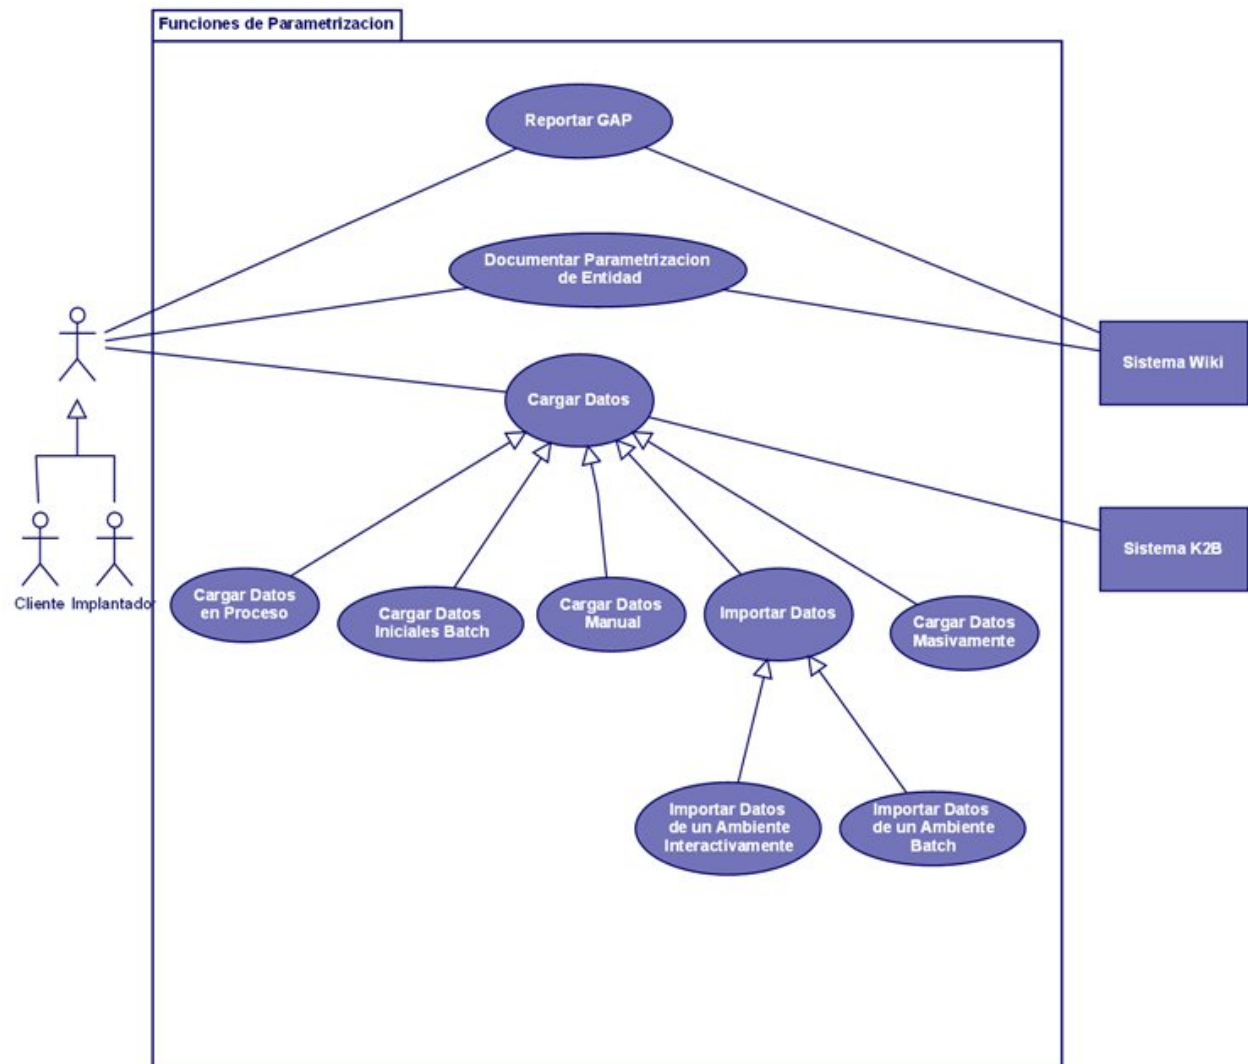 Funciones de Parametrizacion
Reportar GAP
Documentar Parametrizacion
de Entidad
Sistema Wiki
Cargar Datos
Sistema K2B
Cliente
Implantador
Cargar Datos
en Proceso
Cargar Datos
Iniciales Batch
Cargar Datos
Manual
Importar Datos
Cargar Datos
Masivamente
Importar Datos
de un Ambiente
Interactivamente
Importar Datos
de un Ambiente
Batch